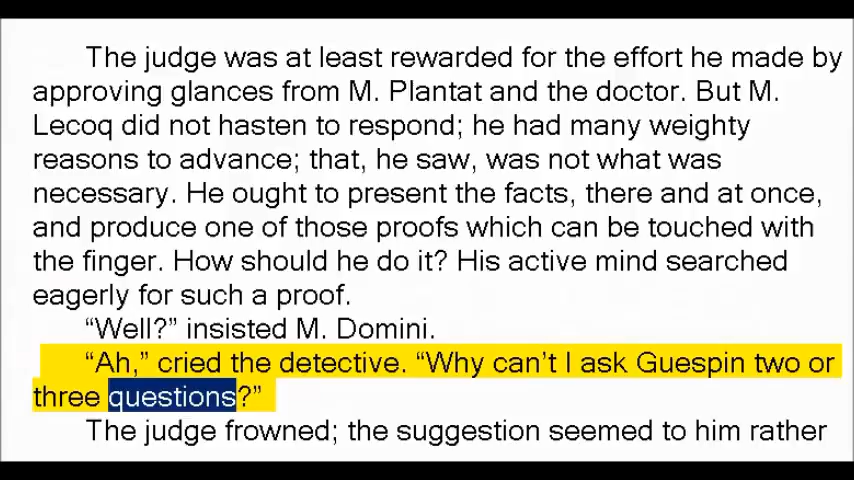 The judge was at least rewarded for the effort he made by
approving glances from M. Plantat and the doctor. But M.
Lecoq did not hasten to respond; he had many weighty
reasons to advance; that, he saw, was not what was
necessary. He ought to present the facts, there and at once,
and produce one of those proofs which can be touched with
the finger. How should he do it? His active mind searched
eagerly for such a proof.
“Well?” insisted M. Domini.
“Ah,” cried the detective. “Why can’t I ask Guespin two or
three questions?”
The judge frowned; the suggestion seemed to him rather